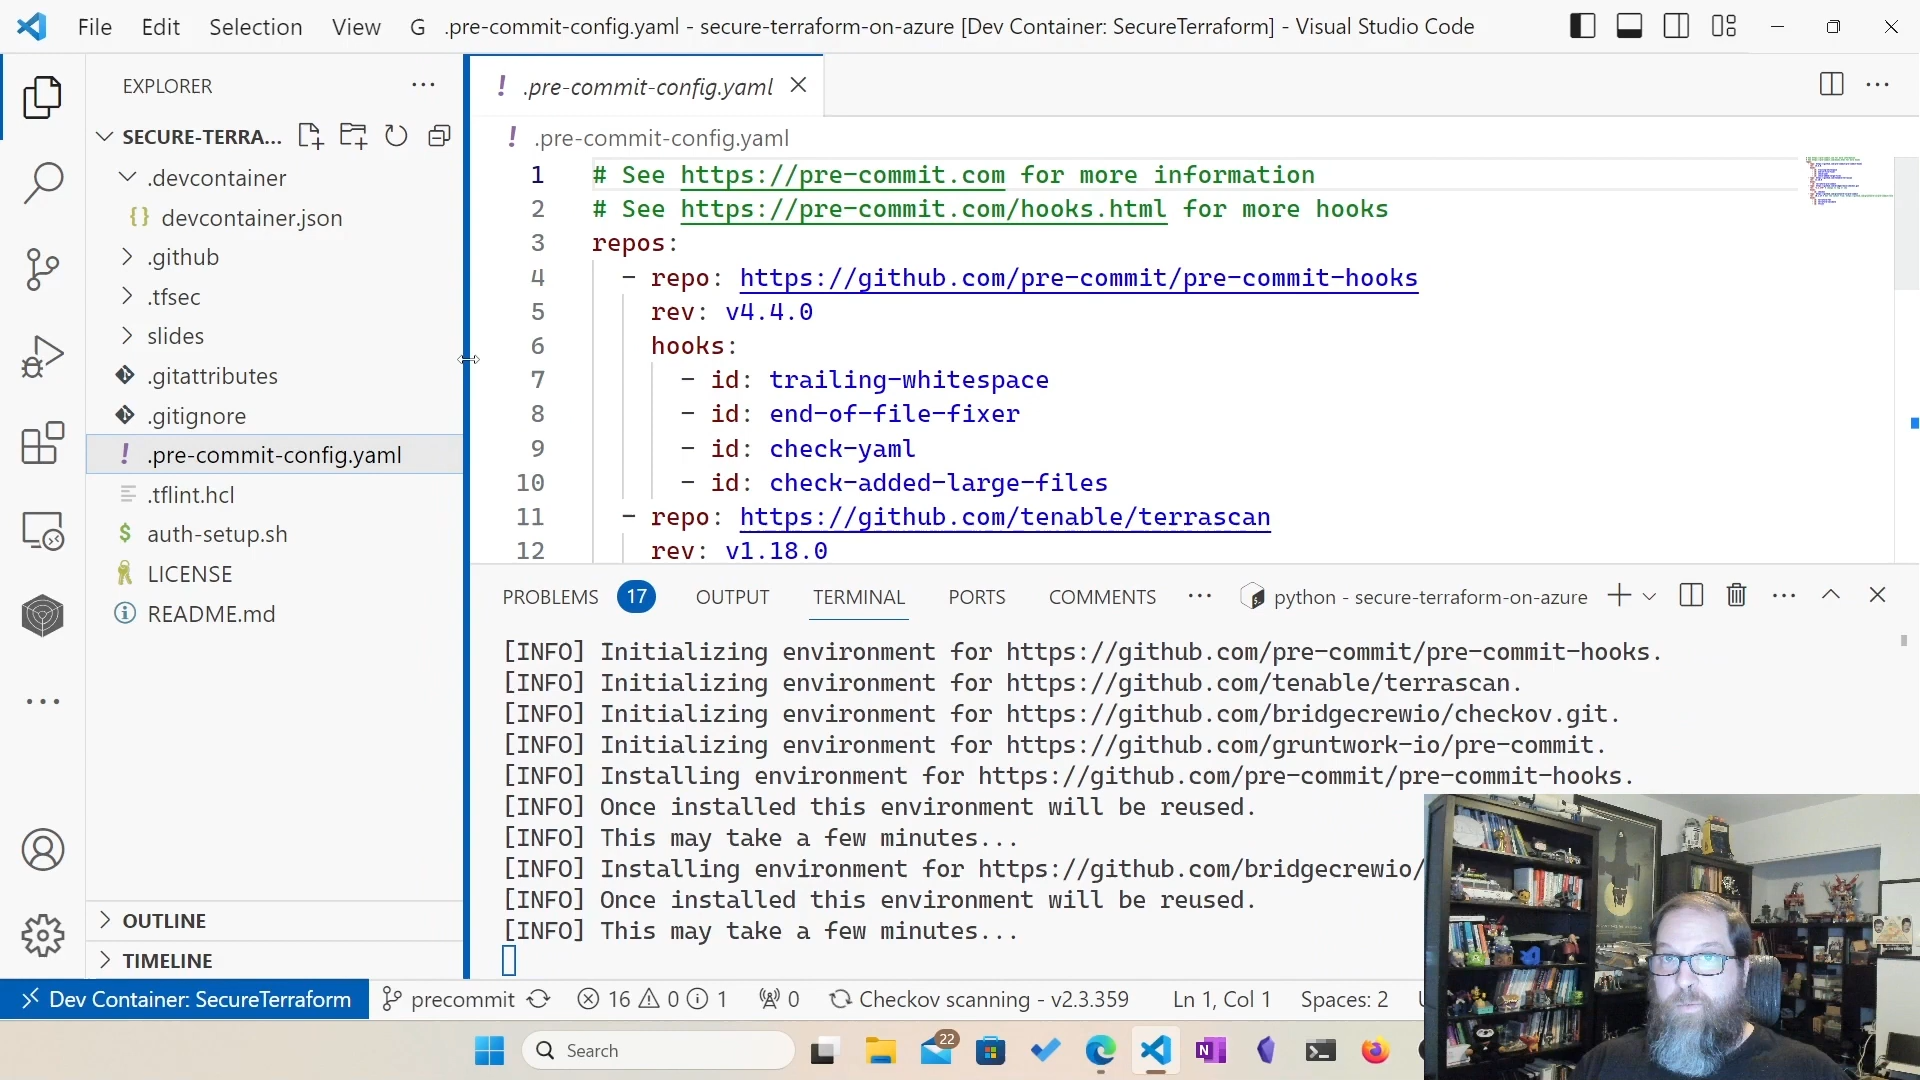 File Edit Selection View G .pre-commit-config.yaml - secure-terraform-on-azure [Dev Container: SecureTerraform] - Visual Studio Code
EXPLORER
SECURE-TERRA...
.devcontainer
{} devcontainer.json
.github
.tfsec
slides
.gitattributes
.gitignore
! .pre-commit-config.yaml
.tflint.hcl
$ auth-setup.sh
LICENSE
README.md
OUTLINE
TIMELINE
! .pre-commit-config.yaml
! .pre-commit-config.yaml
1 # See https://pre-commit.com for more information
2 # See https://pre-commit.com/hooks.html for more hooks
3 repos:
4 - repo: https://github.com/pre-commit/pre-commit-hooks
5 rev: v4.4.0
6 hooks:
7 - id: trailing-whitespace
8 - id: end-of-file-fixer
9 - id: check-yaml
10 - id: check-added-large-files
11 - repo: https://github.com/tenable/terrascan
12 rev: v1.18.0
PROBLEMS 17 OUTPUT TERMINAL PORTS COMMENTS ... python - secure-terraform-on-azure
[INFO] Initializing environment for https://github.com/pre-commit/pre-commit-hooks.
[INFO] Initializing environment for https://github.com/tenable/terrascan.
[INFO] Initializing environment for https://github.com/bridgecrewio/checkov.git.
[INFO] Initializing environment for https://github.com/gruntwork-io/pre-commit.
[INFO] Installing environment for https://github.com/pre-commit/pre-commit-hooks.
[INFO] Once installed this environment will be reused.
[INFO] This may take a few minutes...
[INFO] Installing environment for https://github.com/bridgecrewio/
[INFO] Once installed this environment will be reused.
[INFO] This may take a few minutes...
Dev Container: SecureTerraform precommit 16 0 1 0 Checkov scanning - v2.3.359 Ln 1, Col 1 Spaces: 2
Search 22